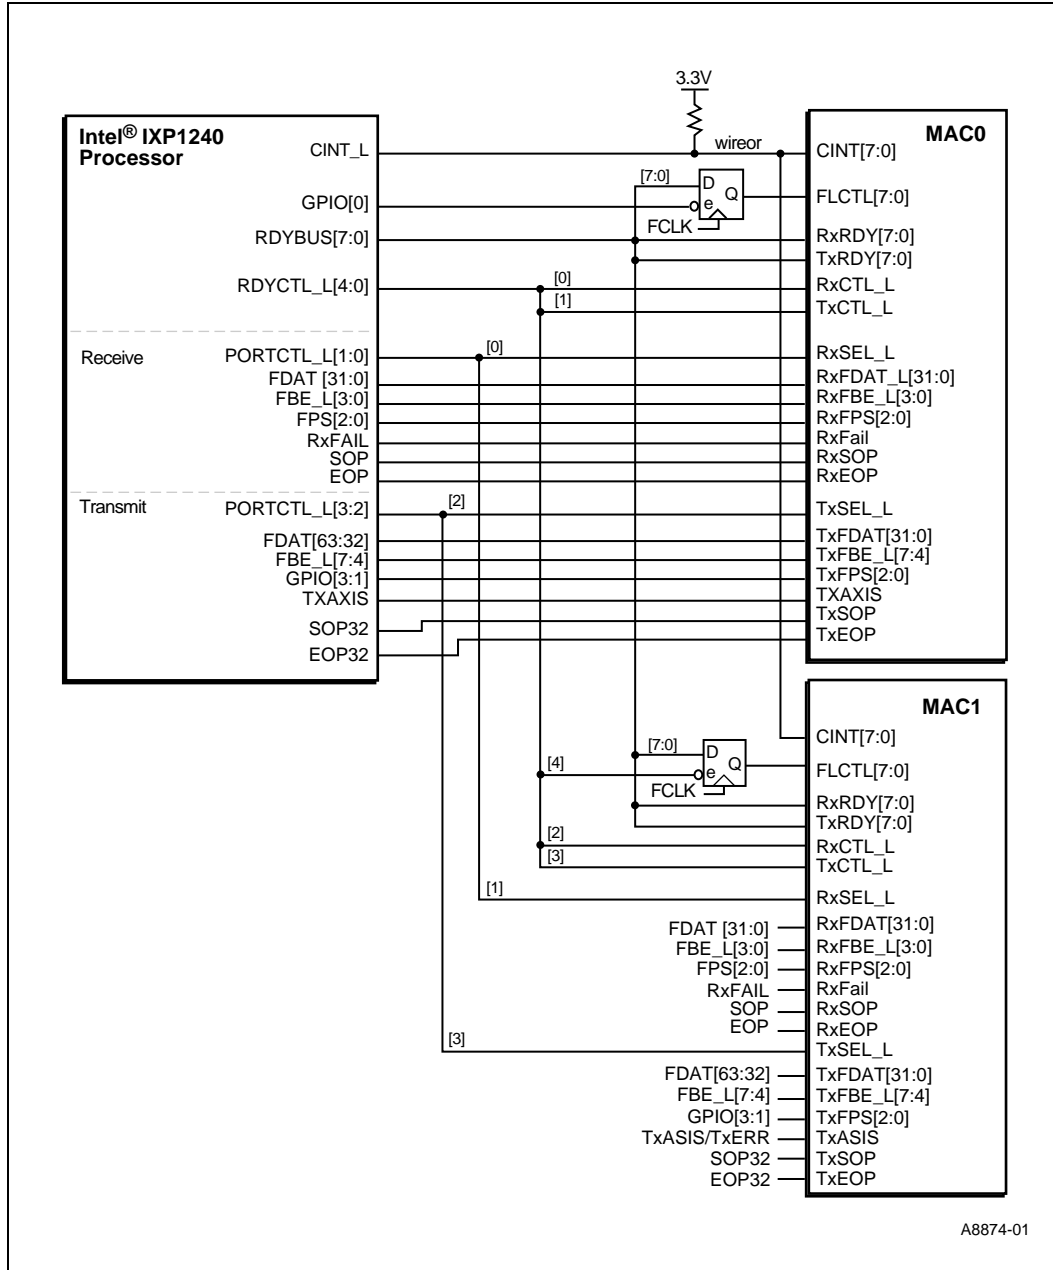 3.3V
Intel® IXP1240
Processor
CINT_L
GPIO[0]
RDYBUS[7:0]
RDYCTL_L[4:0]
Receive
PORTCTL_L[1:0]
FDAT [31:0]
FBE_L[3:0]
FPS[2:0]
RxFAIL
SOP
EOP
Transmit
PORTCTL_L[3:2]
FDAT[63:32]
FBE_L[7:4]
GPIO[3:1]
TXAXIS
SOP32
EOP32
wireor
[7:0]
D
Q
e
FCLK
[0]
[1]
[0]
[2]
MAC0
CINT[7:0]
FLCTL[7:0]
RxRDY[7:0]
TxRDY[7:0]
RxCTL_L
TxCTL_L
RxSEL_L
RxFDAT_L[31:0]
RxFBE_L[3:0]
RxFPS[2:0]
RxFail
RxSOP
RxEOP
TxSEL_L
TxFDAT[31:0]
TxFBE_L[7:4]
TxFPS[2:0]
TXAXIS
TxSOP
TxEOP
[7:0]
D
Q
e
[4]
FCLK
[2]
[3]
[1]
FDAT [31:0]
FBE_L[3:0]
FPS[2:0]
RxFAIL
SOP
EOP
[3]
FDAT[63:32]
FBE_L[7:4]
GPIO[3:1]
TxASIS/TxERR
SOP32
EOP32
MAC1
CINT[7:0]
FLCTL[7:0]
RxRDY[7:0]
TxRDY[7:0]
RxCTL_L
TxCTL_L
RxSEL_L
RxFDAT[31:0]
RxFBE_L[3:0]
RxFPS[2:0]
RxFail
RxSOP
RxEOP
TxSEL_L
TxFDAT[31:0]
TxFBE_L[7:4]
TxFPS[2:0]
TxASIS
TxSOP
TxEOP
A8874-01